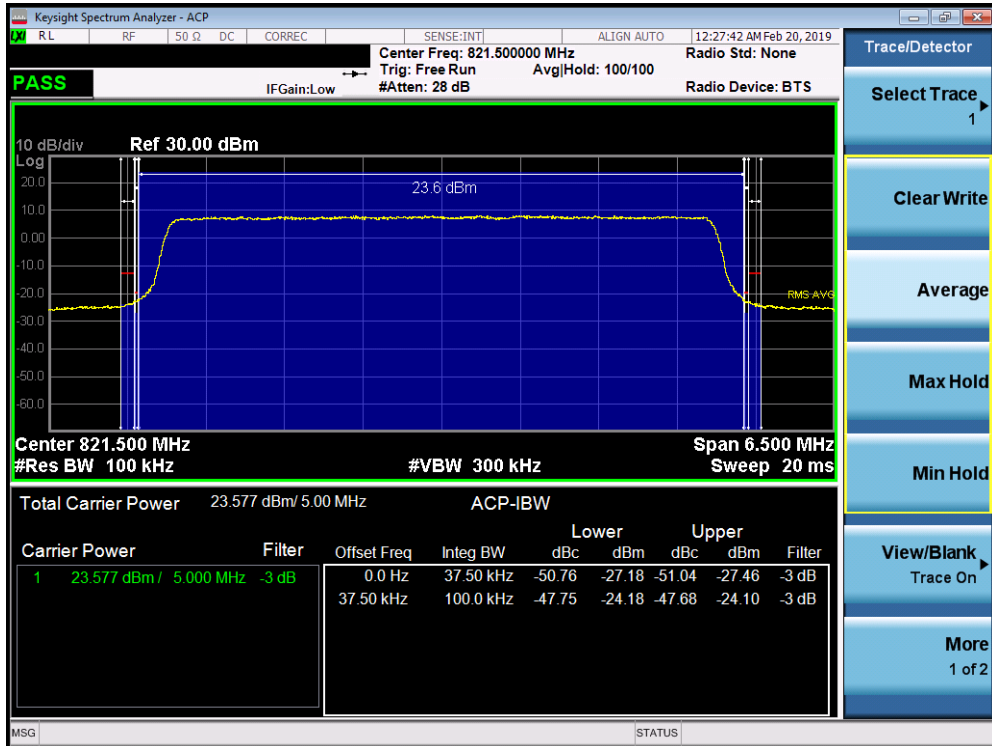 Keysight Spectrum Analyzer - ACP
LXI RL RF 50 Ω DC CORREC SENSE:INT ALIGN AUTO 12:27:42 AM Feb 20, 2019
Center Freq: 821.500000 MHz Radio Std: None
Trig: Free Run Avg|Hold: 100/100
PASS IFGain:Low #Atten: 28 dB Radio Device: BTS
10 dB/div Ref 30.00 dBm
Log
20.0
23.6 dBm
10.0
0.00
-10.0
-20.0
RMS AVG
-30.0
-40.0
-50.0
-60.0
Center 821.500 MHz Span 6.500 MHz
#Res BW 100 kHz #VBW 300 kHz Sweep 20 ms
Total Carrier Power 23.577 dBm/ 5.00 MHz ACP-IBW
Lower Upper
Carrier Power Filter Offset Freq Integ BW dBc dBm dBc dBm Filter
1 23.577 dBm / 5.000 MHz -3 dB 0.0 Hz 37.50 kHz -50.76 -27.18 -51.04 -27.46 -3 dB
37.50 kHz 100.0 kHz -47.75 -24.18 -47.68 -24.10 -3 dB
MSG STATUS
Trace/Detector
Select Trace
1
Clear Write
Average
Max Hold
Min Hold
View/Blank
Trace On
More
1 of 2